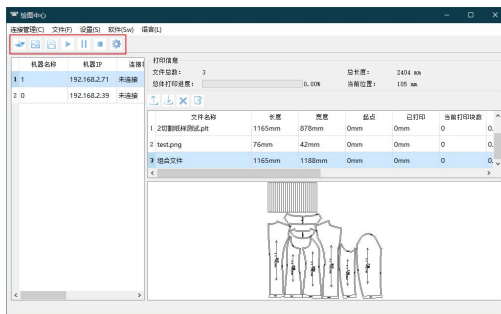 绘图中心
连接管理(C) 文件(F) 设置(S) 软件(Sw) 语言(L)
机器名称 机器IP 连接
1 1 192.168.2.71 未连接
2 0 192.168.2.39 未连接
打印信息
文件总数: 3 总长度: 2404 mm
总体打印进度: 0.00% 当前位置: 105 mm
文件名称 长度 宽度 起点 已打印 当前打印块数
1 2切割纸样测试.plt 1165mm 878mm 0mm 0mm 0 0.
2 test.png 76mm 42mm 0mm 0mm 0 0.
3 组合文件 1165mm 1188mm 0mm 0mm 0 0.